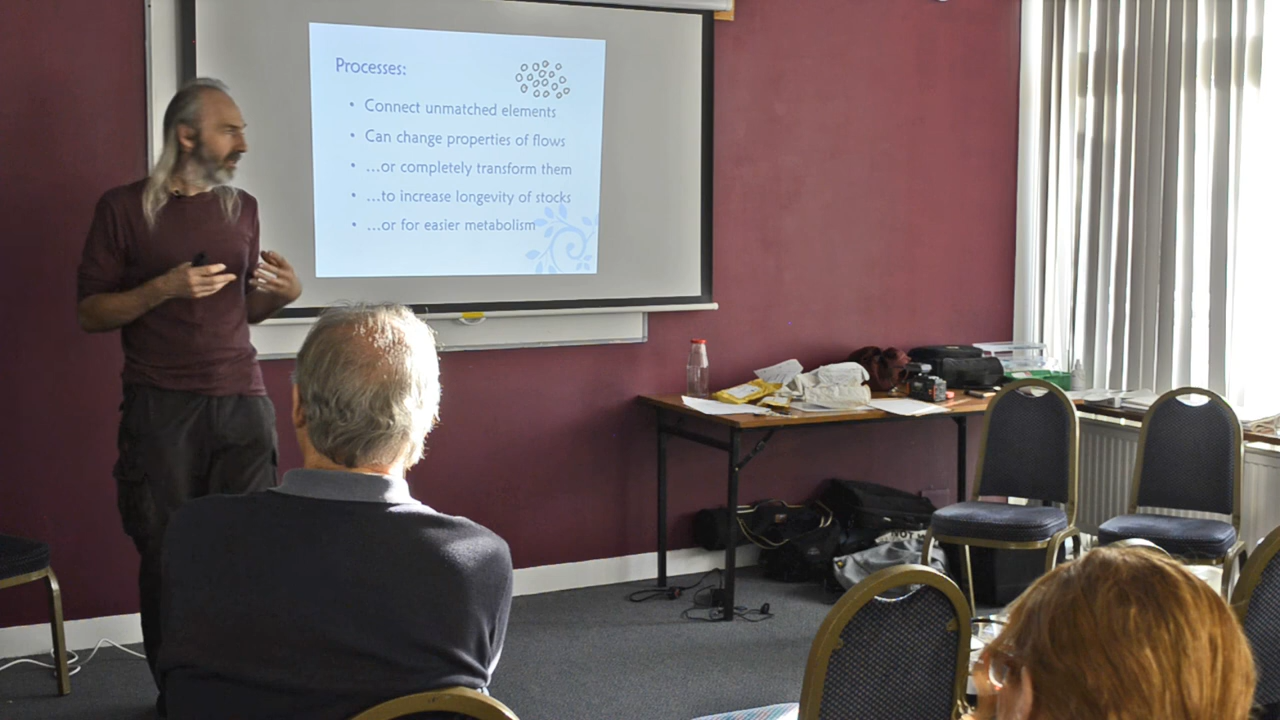 Processes:
• Connect unmatched elements
• Can change properties of flows
• ...or completely transform them
• ...to increase longevity of stocks
• ...or for easier metabolism